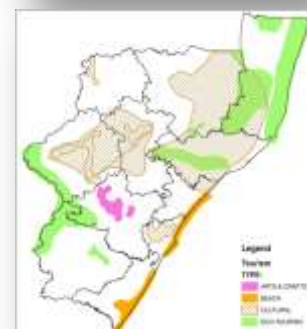 Legend
Tourism
TYPE:
ARTS & CRAFTS
BEACH
CULTURAL
ECO TOURISM